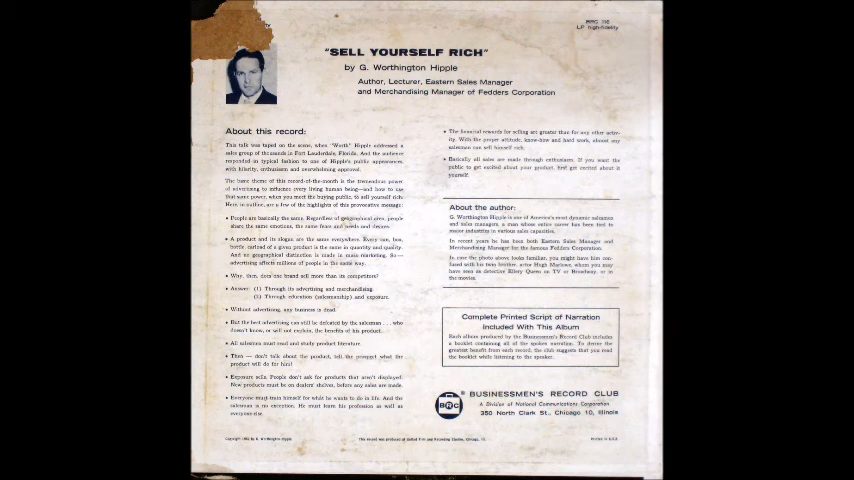 BRC 
LP high-fidelity
"SELL YOURSELF RICH"
by G. Worthington Hipple
Author, Lecturer, Eastern Sales Manager
and Merchandising Manager of Fedders Corporation
About this record:
This talk was taped on the scene, when "Worth" Hipple addressed a
sales group of thousands in Fort Lauderdale, Florida. And the audience
responded in typical fashion to one of Hipple's public appearances,
with hilarity, enthusiasm and overwhelming approval.
The basic theme of this record-of-the-month is the tremendous power
of advertising to influence every living human being—and how to use
that same power, when you meet the buying public, to sell yourself rich.
Here, in outline, are a few of the highlights of this provocative message:
• People are basically the same. Regardless of geographical area, people
share the same emotions, the same fears and needs and desires.
• A product and its slogan are the same everywhere. Every can, box,
bottle, carload of a given product is the same in quantity and quality.
And no geographical distinction is made in mass marketing. So—
advertising affects millions of people in the same way.
• Why, then, does one brand sell more than its competitors?
• Answer: (1) Through its advertising and merchandising.
(2) Through education (salesmanship) and exposure.
• Without advertising, any business is dead.
• But the best advertising can still be defeated by the salesman . . . who
doesn't know, or will not explain, the benefits of his product.
• All salesmen must read and study product literature.
• Then — don't talk about the product, tell the prospect what the
product will do for him!
• Exposure sells. People don't ask for products that aren't displayed.
New products must be on dealers' shelves, before any sales are made.
• Everyone must train himself for what he wants to do in life. And the
salesman is no exception. He must learn his profession as well as
everyone else.
• The financial rewards for selling are greater than for any other activ-
ity. With the proper attitude, know-how and hard work, almost any
salesman can sell himself rich.
• Basically all sales are made through enthusiasm. If you want the
public to get excited about your product, first get excited about it
yourself.
About the author:
G. Worthington Hipple is one of America's most dynamic salesmen
and sales managers, a man whose entire career has been tied to
major industries in various sales capacities.
In recent years he has been both Eastern Sales Manager and
Merchandising Manager for the famous Fedders Corporation.
In case the photo above looks familiar, you might have him con-
fused with his twin brother, actor Hugh Marlowe, whom you may
have seen as detective Ellery Queen on TV or Broadway, or in
the movies.
Complete Printed Script of Narration
Included With This Album
Each album produced by the Businessmen's Record Club includes
a booklet containing all of the spoken narration. To derive the
greatest benefit from each record, the club suggests that you read
the booklet while listening to the speaker.
BRC
® BUSINESSMEN'S RECORD CLUB
A Division of National Communications Corporation
350 North Clark St., Chicago 10, Illinois
Copyright by G. Worthington Hipple
This record was produced at United Film and Recording Studios, Chicago, Ill.
Printed in U.S.A.